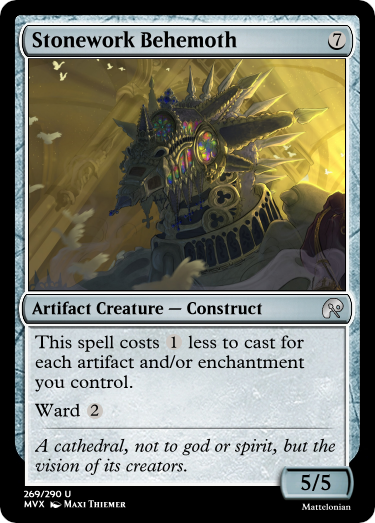 Stonework Behemoth 7
Artifact Creature — Construct
This spell costs 1 less to cast for
each artifact and/or enchantment
you control.
Ward 2
A cathedral, not to god or spirit, but the
vision of its creators.
5/5
269/290 U
MVX Maxi Thiemer
Mattelonian